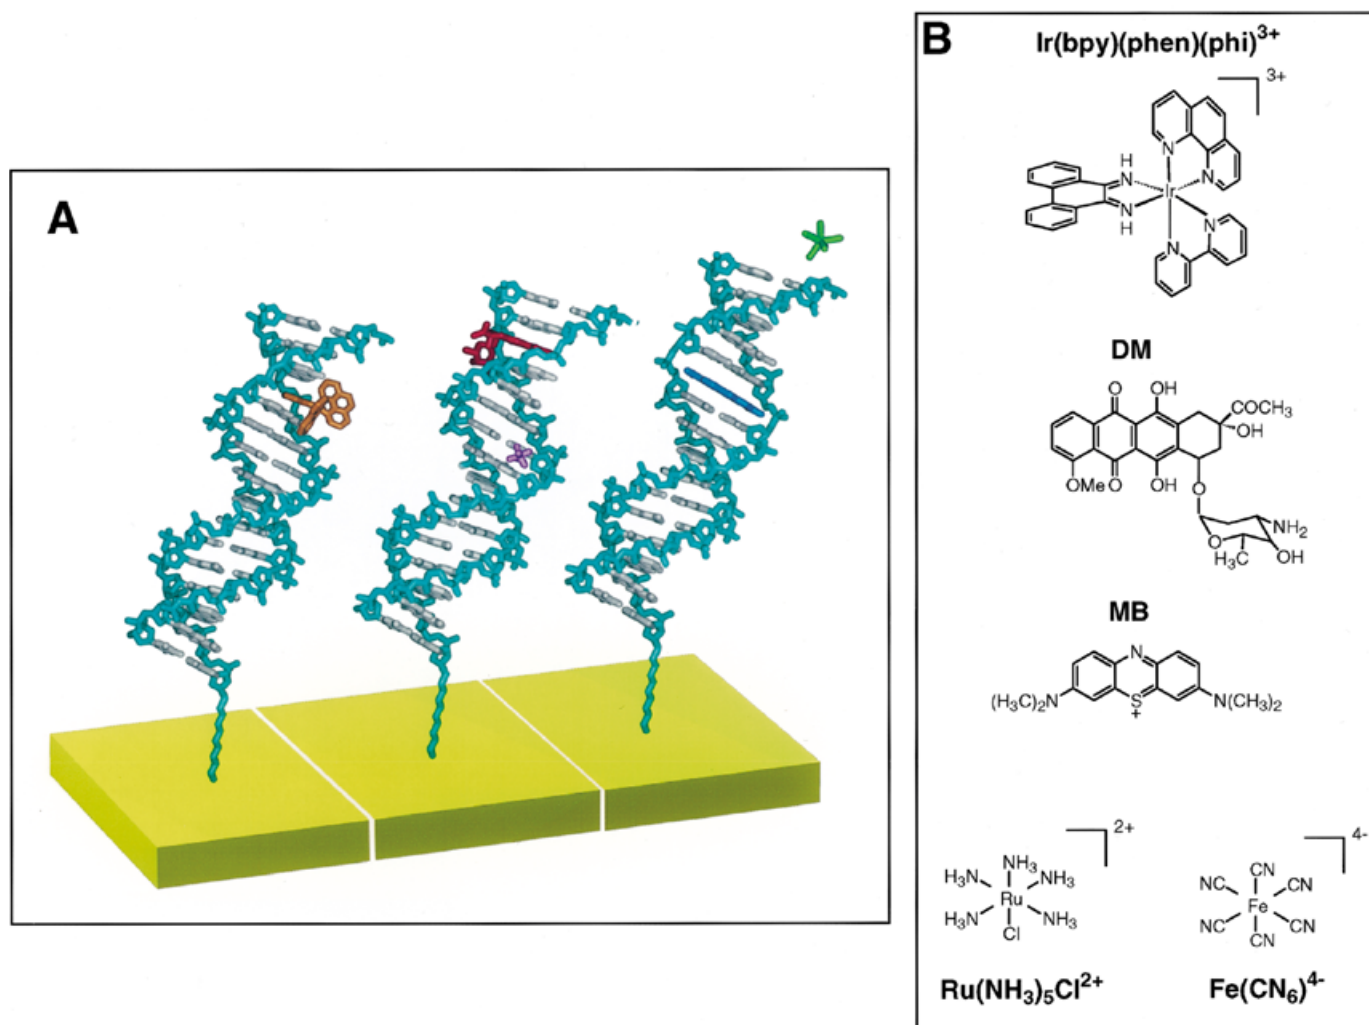 A
B
Ir(bpy)(phen)(phi)³⁺
3+
N
N
H
N
Ir
N
H
N
N
DM
O
OH
COCH₃
OH
OMe
O
OH
O
NH₂
O
H₃C
OH
MB
N
(H₃C)₂N
S
+
N(CH₃)₂
2+
NH₃
H₃N
NH₃
Ru
H₃N
NH₃
Cl
4-
CN
NC
CN
Fe
NC
CN
CN
Ru(NH₃)₅Cl²⁺
Fe(CN₆)⁴⁻